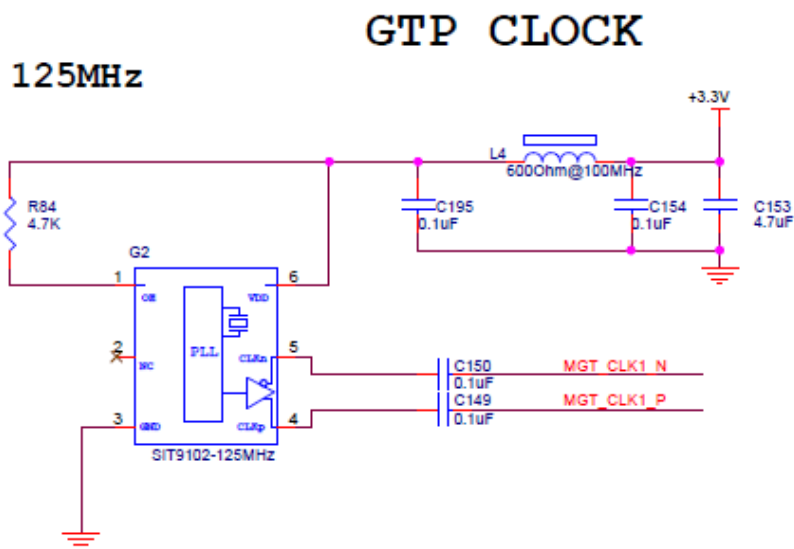 GTP CLOCK
125MHz
+3.3V
L4
600Ohm@100MHz
R84
4.7K
C195
0.1uF
C154
0.1uF
C153
4.7uF
G2
1
6
OE
VDD
2
NC
PLL
5
CLKn
C150
0.1uF
MGT_CLK1_N
3
GND
4
CLKp
C149
0.1uF
MGT_CLK1_P
SIT9102-125MHz